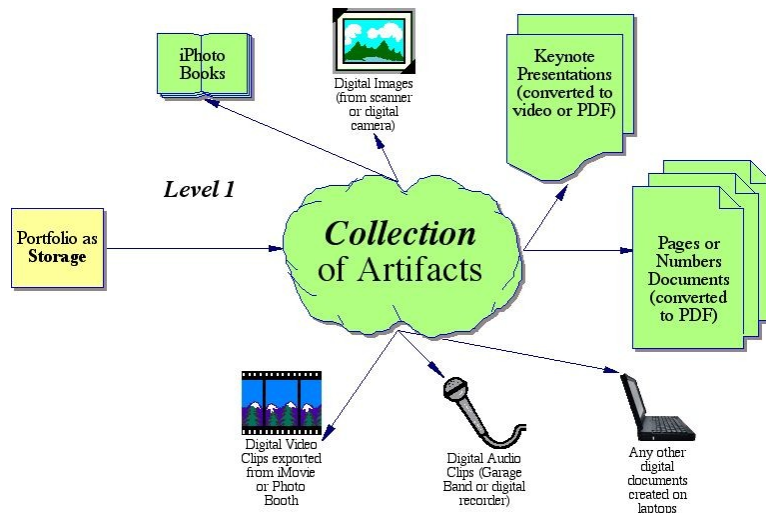 iPhoto
Books
Digital Images
(from scanner
or digital
camera)
Keynote
Presentations
(converted to
video or PDF)
Level 1
Portfolio as
Storage
Collection
of Artifacts
Pages or
Numbers
Documents
(converted
to PDF)
Digital Video
Clips exported
from iMovie
or Photo
Booth
Digital Audio
Clips (Garage
Band or digital
recorder)
Any other
digital
documents
created on
laptops